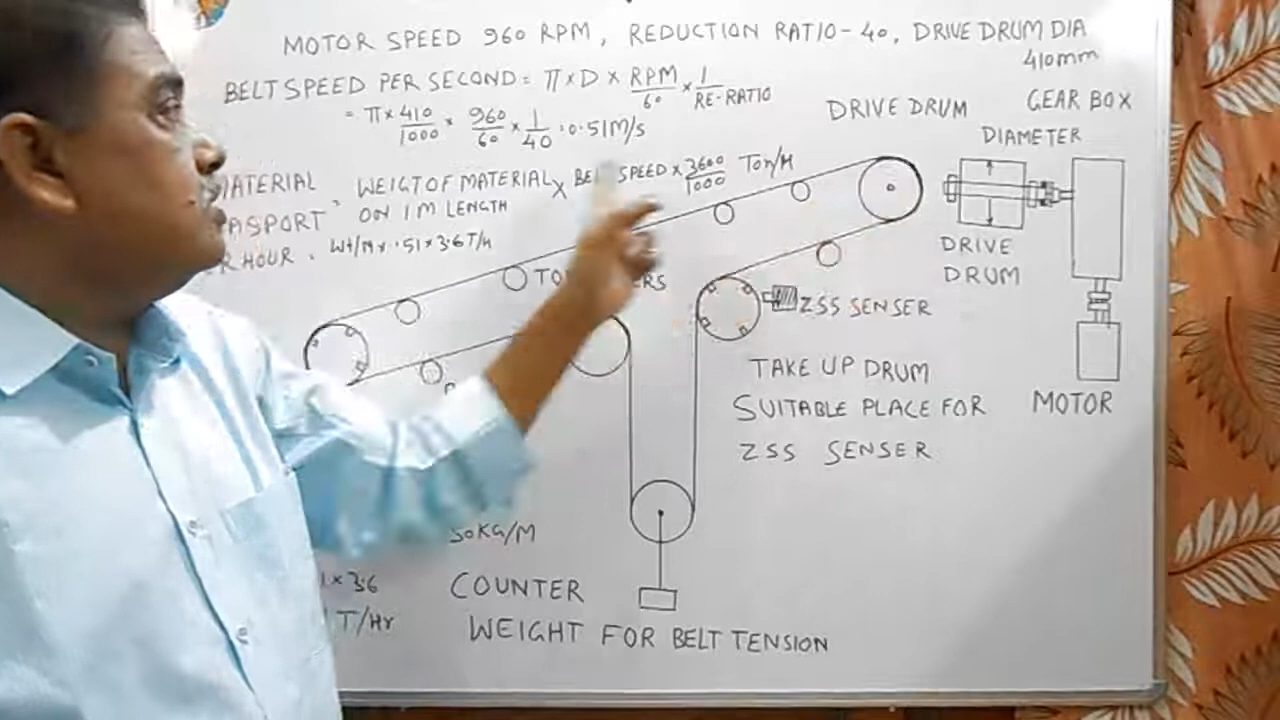 MOTOR SPEED 960 RPM, REDUCTION RATIO-40, DRIVE DRUM DIA
410mm
BELT SPEED PER SECOND = π×D × RPM/60 × 1/RE-RATIO
= π×410/1000 × 960/60 × 1/40 = 0.51M/s
DRIVE DRUM
GEAR BOX
DIAMETER
MATERIAL = WEIGT OF MATERIAL ON 1M LENGTH × SPEED × 3600/1000 Ton/H
HOUR = Wt/M × .51×3.6T/H
DRIVE
DRUM
ZSS SENSER
TAKE UP DRUM
SUITABLE PLACE FOR
ZSS SENSER
MOTOR
50KG/M
×3.6
T/Hr
COUNTER
WEIGHT FOR BELT TENSION